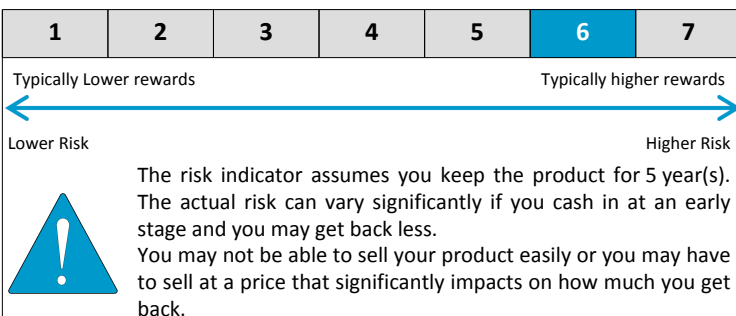 1 2 3 4 5 6 7
Typically Lower rewards Typically higher rewards
Lower Risk Higher Risk
The risk indicator assumes you keep the product for 5 year(s).
The actual risk can vary significantly if you cash in at an early
stage and you may get back less.
You may not be able to sell your product easily or you may have
to sell at a price that significantly impacts on how much you get
back.